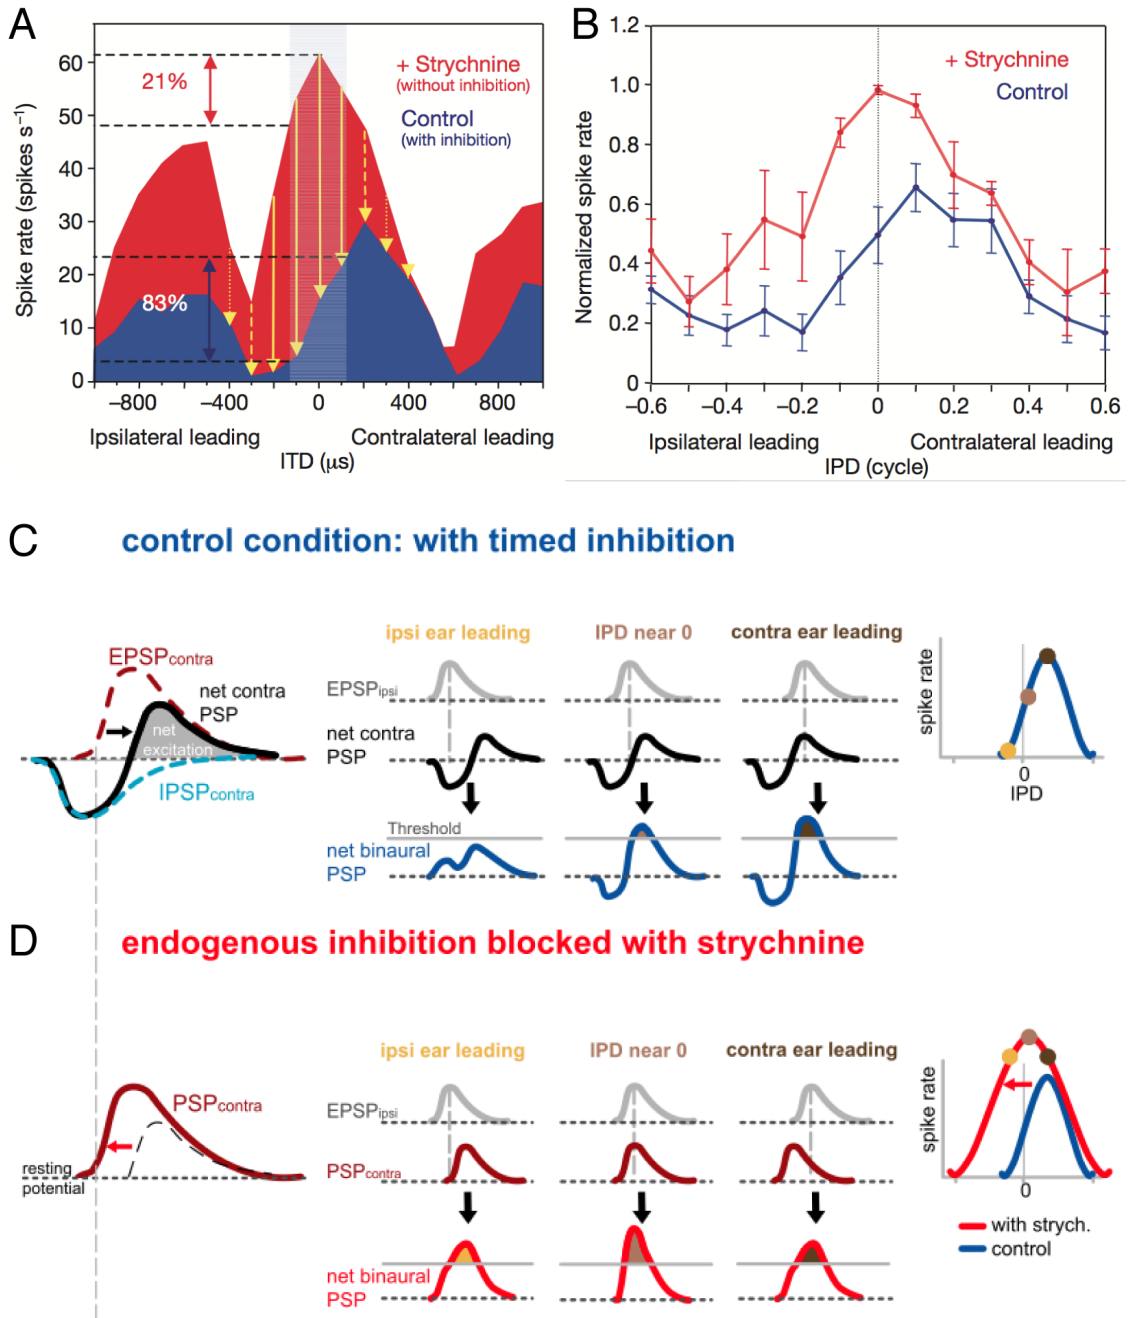 A
60
50
40
30
20
10
0
Spike rate (spikes s⁻¹)
21%
83%
+ Strychnine
(without inhibition)
Control
(with inhibition)
−800
−400
0
400
800
Ipsilateral leading
Contralateral leading
ITD (μs)
B
1.2
1.0
0.8
0.6
0.4
0.2
0
Normalized spike rate
+ Strychnine
Control
−0.6
−0.4
−0.2
0
0.2
0.4
0.6
Ipsilateral leading
Contralateral leading
IPD (cycle)
C
control condition: with timed inhibition
EPSPcontra
net contra
PSP
net
excitation
IPSPcontra
ipsi ear leading
IPD near 0
contra ear leading
EPSPipsi
net contra
PSP
Threshold
net binaural
PSP
spike rate
0
IPD
D
endogenous inhibition blocked with strychnine
PSPcontra
resting
potential
ipsi ear leading
IPD near 0
contra ear leading
EPSPipsi
PSPcontra
net binaural
PSP
spike rate
0
with strych.
control